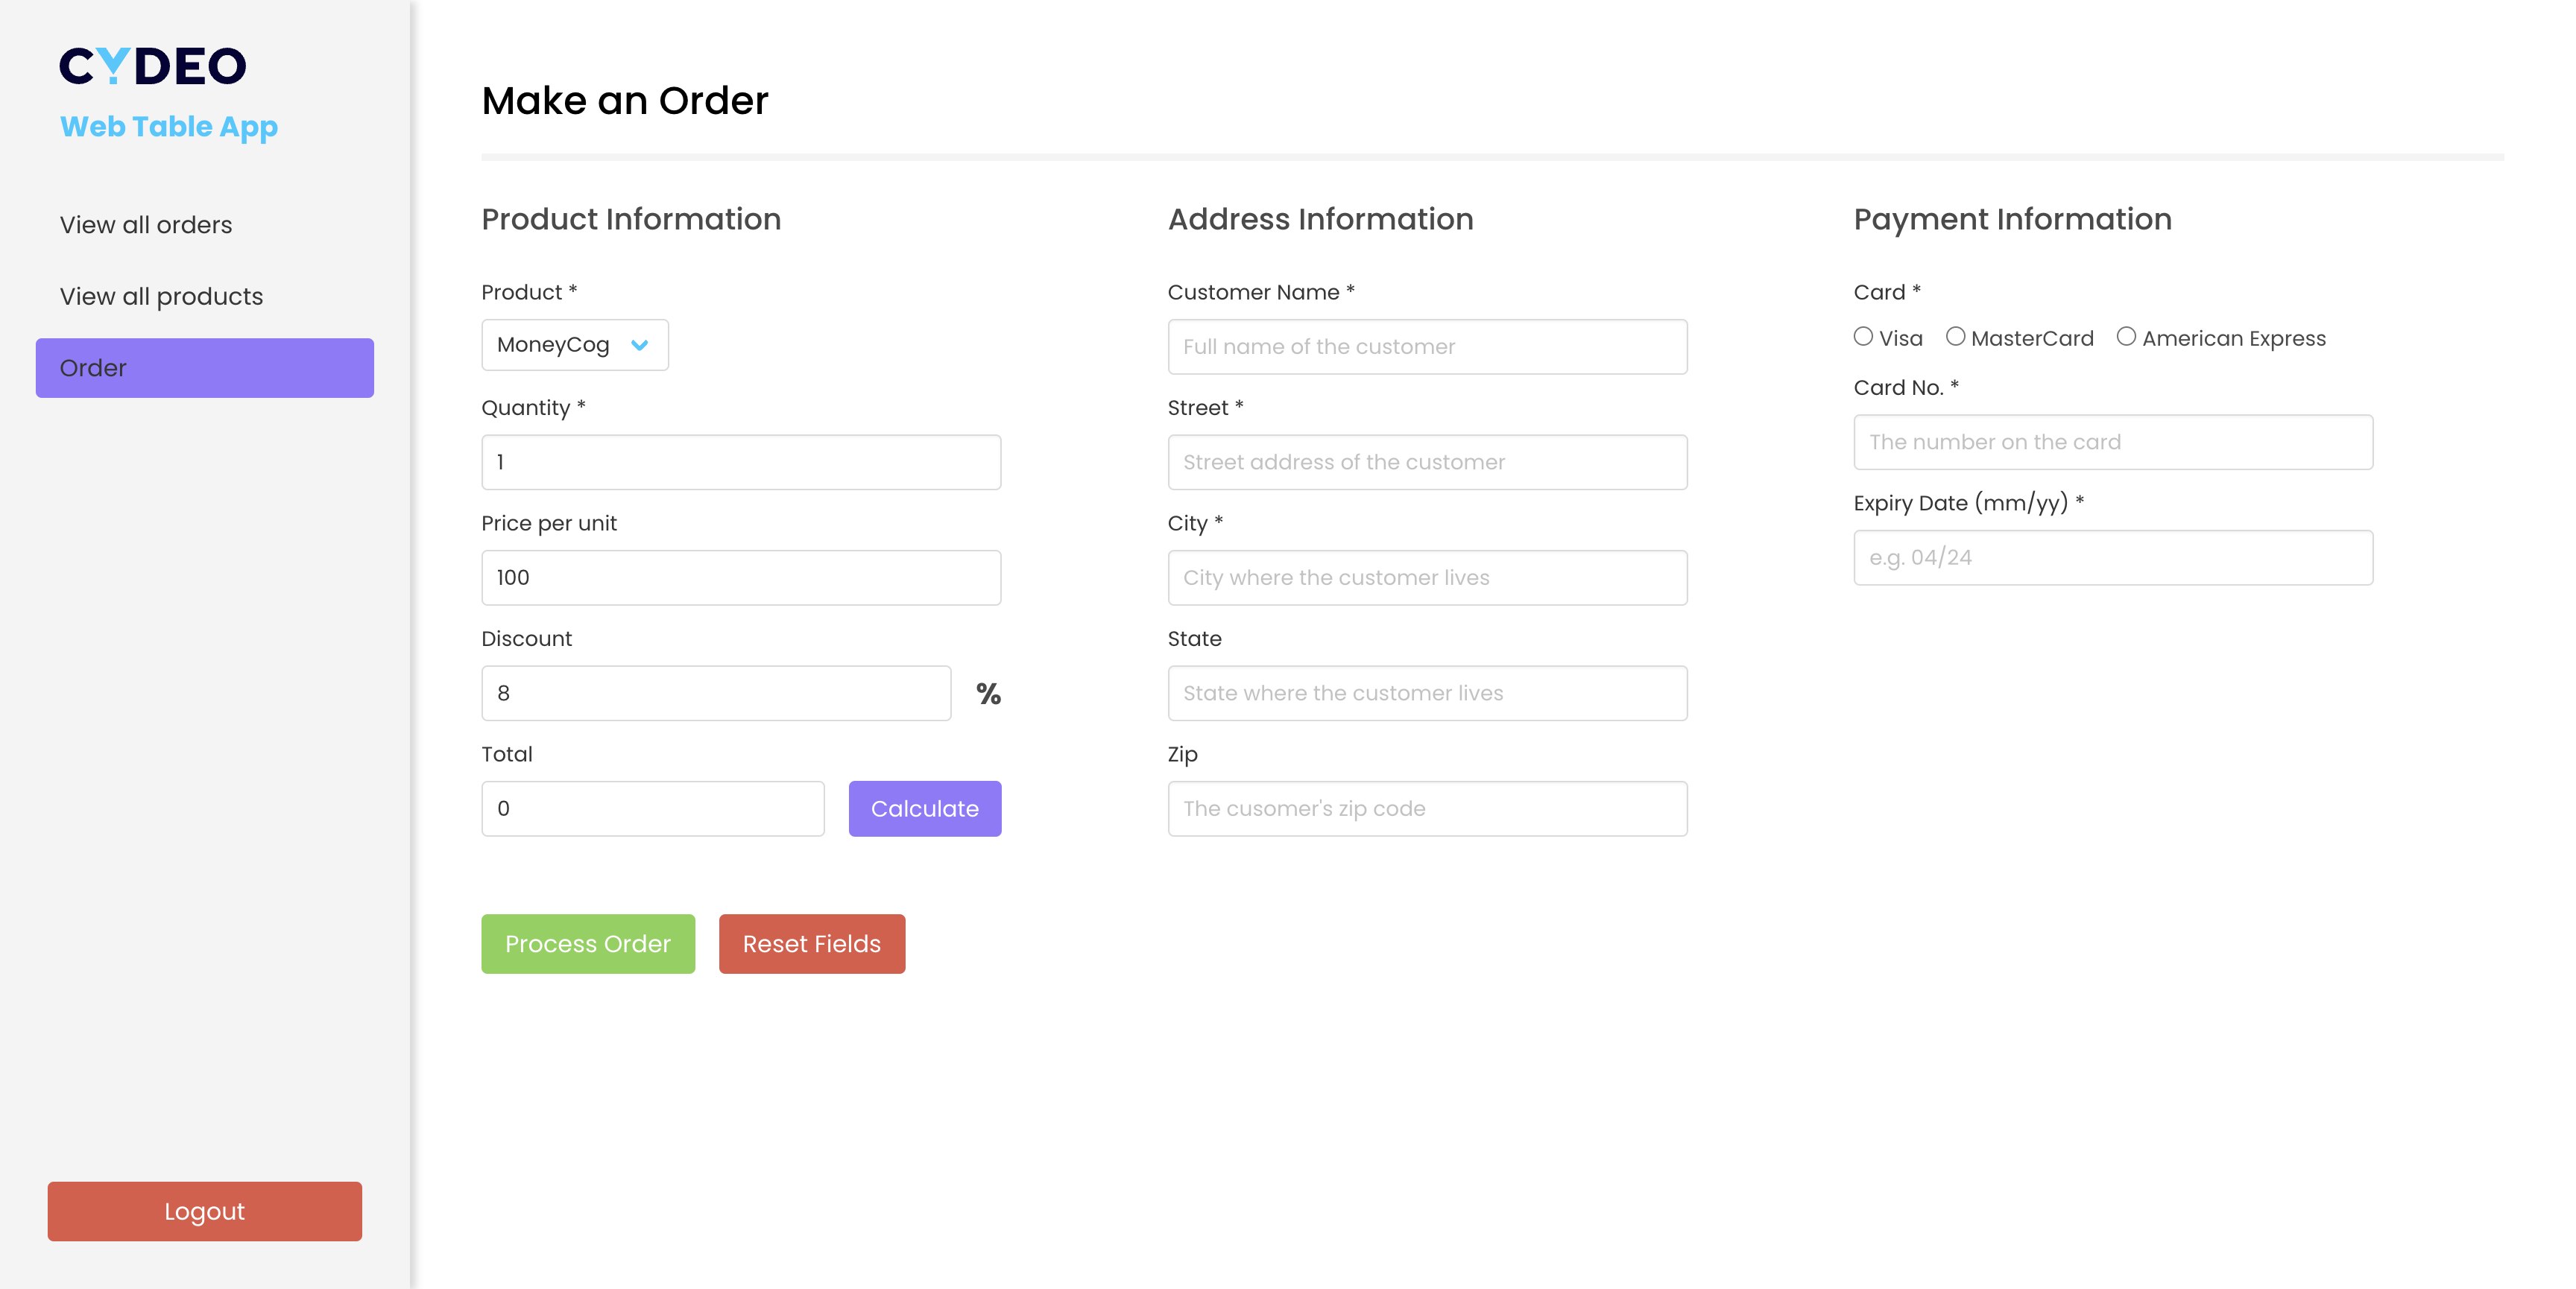 CYDEO
Web Table App
View all orders
View all products
Order
Logout
Make an Order
Product Information
Product *
MoneyCog
Quantity *
1
Price per unit
100
Discount
8
%
Total
0
Calculate
Process Order
Reset Fields
Address Information
Customer Name *
Full name of the customer
Street *
Street address of the customer
City *
City where the customer lives
State
State where the customer lives
Zip
The cusomer's zip code
Payment Information
Card *
Visa MasterCard American Express
Card No. *
The number on the card
Expiry Date (mm/yy) *
e.g. 04/24